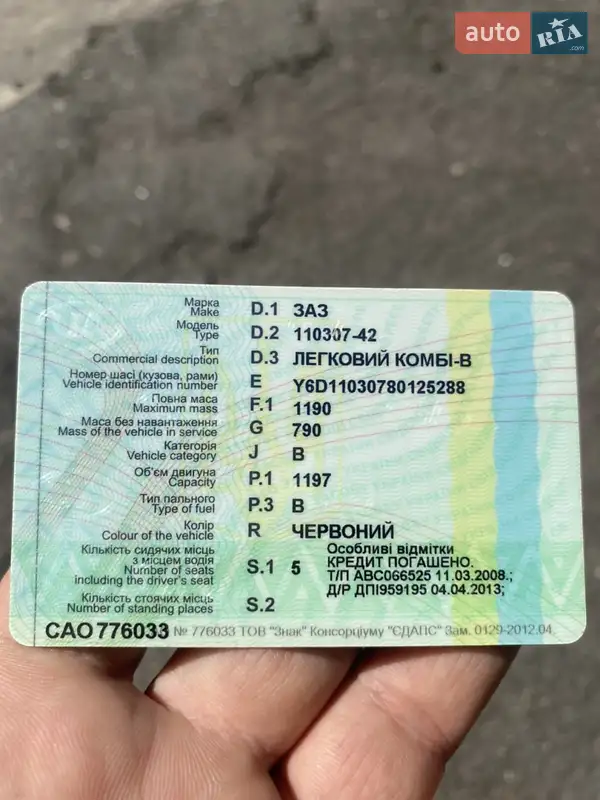 auto RIA .com
Марка
Make D.1 ЗАЗ
Модель
Type D.2 110307-42
Тип
Commercial description D.3 ЛЕГКОВИЙ КОМБІ-В
Номер шасі (кузова, рами)
Vehicle identification number E Y6D11030780125288
Повна маса
Maximum mass F.1 1190
Маса без навантаження
Mass of the vehicle in service G 790
Категорія
Vehicle category J B
Об'єм двигуна
Capacity P.1 1197
Тип пального
Type of fuel P.3 B
Колір
Colour of the vehicle R ЧЕРВОНИЙ
Кількість сидячих місць
з місцем водія
Number of seats
including the driver's seat S.1 5
Особливі відмітки
КРЕДИТ ПОГАШЕНО.
Т/П АВС066525 11.03.2008.;
Д/Р ДПІ959195 04.04.2013;
Кількість стоячих місць
Number of standing places S.2
САО 776033 № 776033 ТОВ "Знак" Консорціуму "ЄДАПС" Зам. 0129-2012.04.